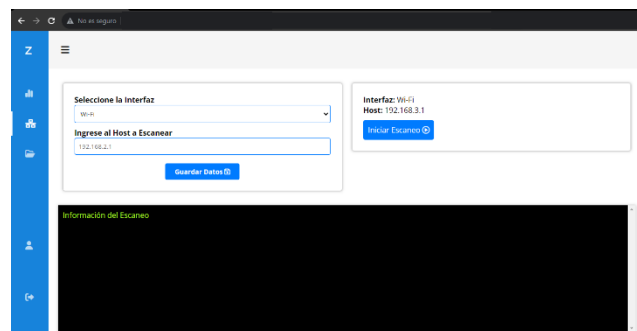 No es seguro
Z
Seleccione la Interfaz
Wi-Fi
Ingrese al Host a Escanear
192.168.2.1
Guardar Datos
Interfaz: Wi-Fi
Host: 192.168.3.1
Iniciar Escaneo
Información del Escaneo